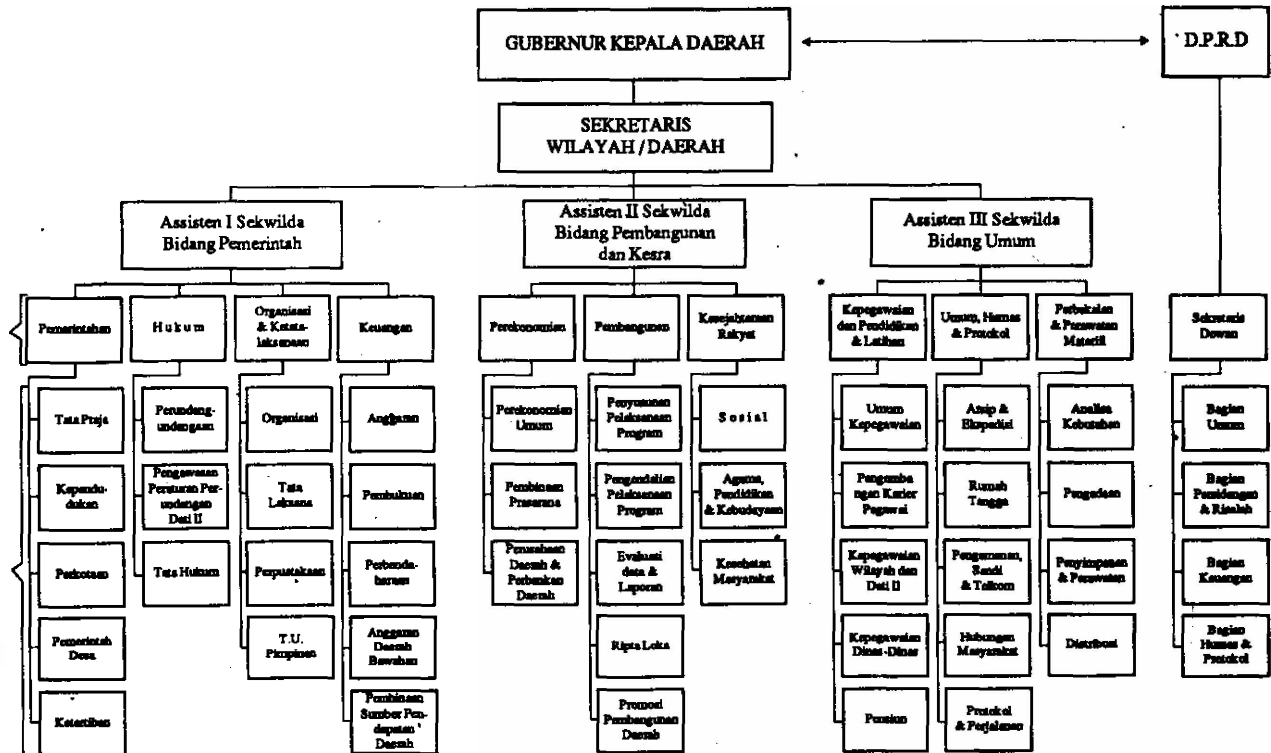 GUBERNUR KEPALA DAERAH
D.P.R.D
SEKRETARIS
WILAYAH / DAERAH
Assisten I Sekwilda
Bidang Pemerintah
Assisten II Sekwilda
Bidang Pembangunan
dan Kesra
Assisten III Sekwilda
Bidang Umum
Pemerintahan
Hukum
Organisasi
& Ketata-
laksanaan
Keuangan
Perekonomian
Pembangunan
Kesejahteraan
Rakyat
Kepegawaian
dan Pendidikan
& Latihan
Umum, Humas
& Protokol
Perbekalan
& Perawatan
Materiil
Sekretaris
Dewan
Tata Praja
Perundang-
undangaan
Organisasi
Anggaran
Perekonomian
Umum
Penyusunan
Pelaksanaan
Program
Sosial
Umum
Kepegawaian
Arsip &
Ekspedisi
Analisa
Kebutuhan
Bagian
Umum
Kependu-
dukan
Pengawasan
Peraturan Per-
undangan
Dati II
Tata
Laksana
Pembukuan
Pembinaan
Prasarana
Pengendalian
Pelaksanaan
Program
Agama,
Pendidikan
& Kebudayaan
Pengemba
ngan Karier
Pegawai
Rumah
Tangga
Pengadaan
Bagian
Persidangan
& Risalah
Perkotaan
Tata Hukum
Perpustakaan
Perbenda-
haraan
Perusahaan
Daerah &
Perbankan
Daerah
Evaluasi
data &
Laporan
Kesehatan
Masyarakat
Kepegawaian
Wilayah dan
Dati II
Pengamanan,
Sandi
& Telkom
Penyimpanan
& Perawatan
Bagian
Keuangan
Pemerintah
Desa
T.U.
Pimpinan
Anggaran
Daerah
Bawahan
Ripta Loka
Kepegawaian
Dinas-Dinas
Hubungan
Masyarakat
Distribusi
Bagian
Humas &
Protokol
Ketertiban
Pembinaan
Sumber Pen-
dapatan
Daerah
Promosi
Pembangunan
Daerah
Pensiun
Protokol
& Perjalanan